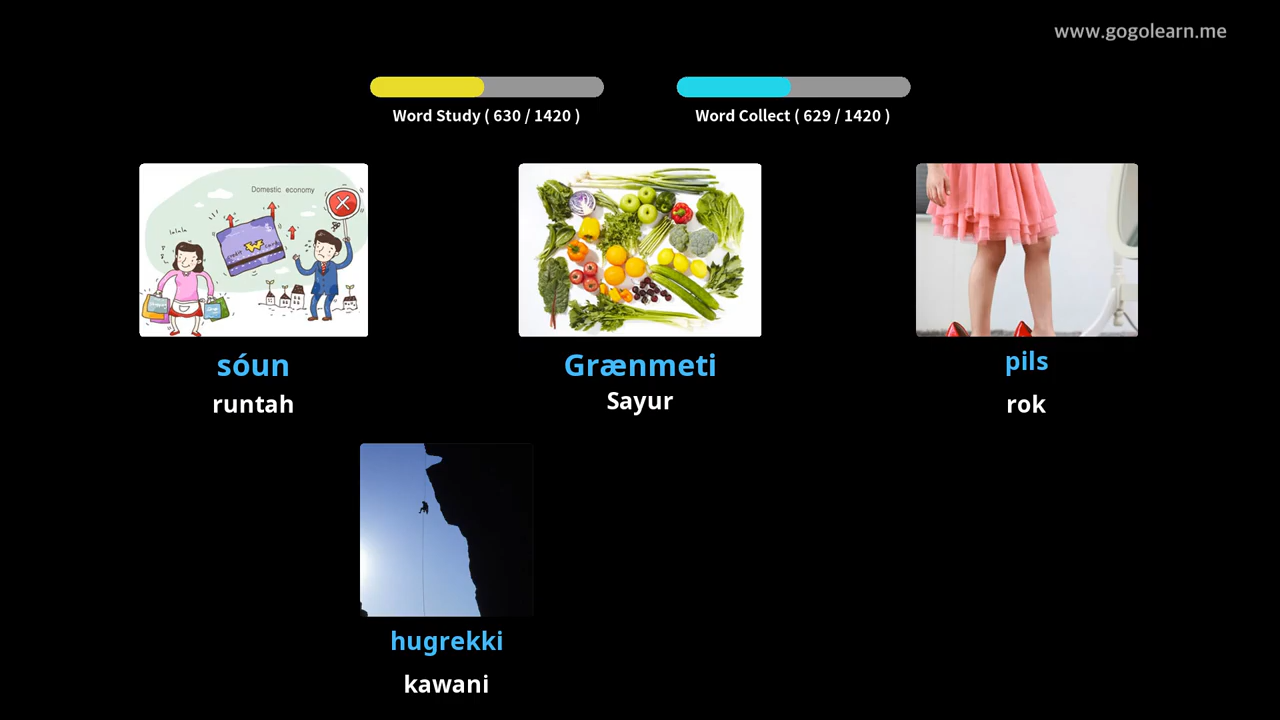 www.gogolearn.me
Word Study ( 630 / 1420 )
Word Collect ( 629 / 1420 )
Domestic economy
lalala
sóun
runtah
Grænmeti
Sayur
pils
rok
hugrekki
kawani